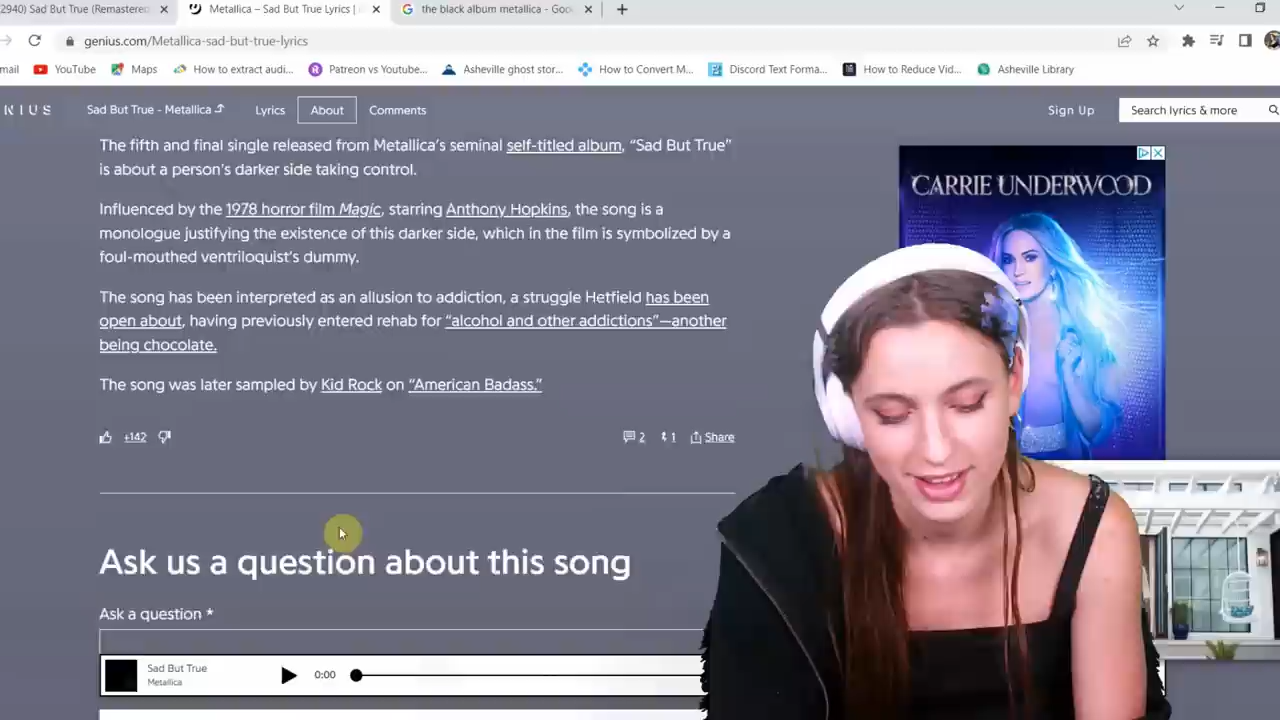 2940) Sad But True (Remastered
Metallica – Sad But True Lyrics |
the black album metallica - Goo
genius.com/Metallica-sad-but-true-lyrics
mail
YouTube
Maps
How to extract audi...
Patreon vs Youtube...
Asheville ghost stor...
How to Convert M...
Discord Text Forma...
How to Reduce Vid...
Asheville Library
NIUS
Sad But True - Metallica
Lyrics
About
Comments
Sign Up
Search lyrics & more
The fifth and final single released from Metallica’s seminal self-titled album, “Sad But True”
is about a person’s darker side taking control.
Influenced by the 1978 horror film Magic, starring Anthony Hopkins, the song is a
monologue justifying the existence of this darker side, which in the film is symbolized by a
foul-mouthed ventriloquist’s dummy.
The song has been interpreted as an allusion to addiction, a struggle Hetfield has been
open about, having previously entered rehab for “alcohol and other addictions”—another
being chocolate.
The song was later sampled by Kid Rock on “American Badass.”
+142
2
1
Share
CARRIE UNDERWOOD
Ask us a question about this song
Ask a question *
Sad But True
Metallica
0:00